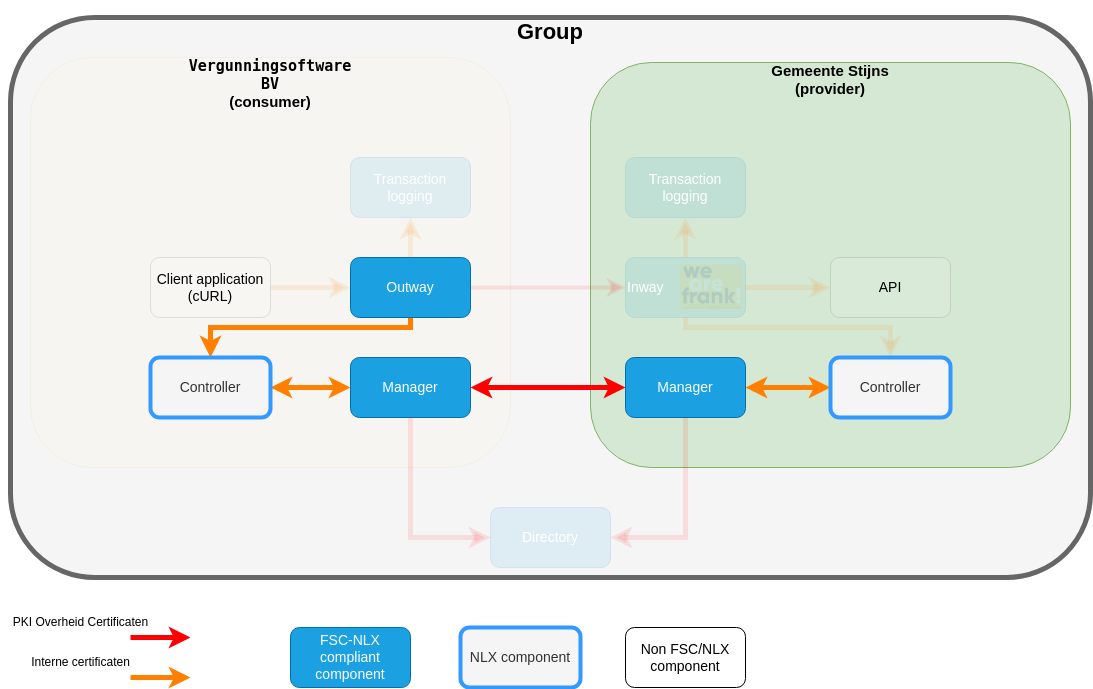 Group
Vergunningsoftware
BV
(consumer)
Gemeente Stijns
(provider)
Transaction
logging
Transaction
logging
Client application
(cURL)
Outway
Inway
we
are
frank!
API
Controller
Manager
Manager
Controller
Directory
PKI Overheid Certificaten
Interne certificaten
FSC-NLX
compliant
component
NLX component
Non FSC/NLX
component